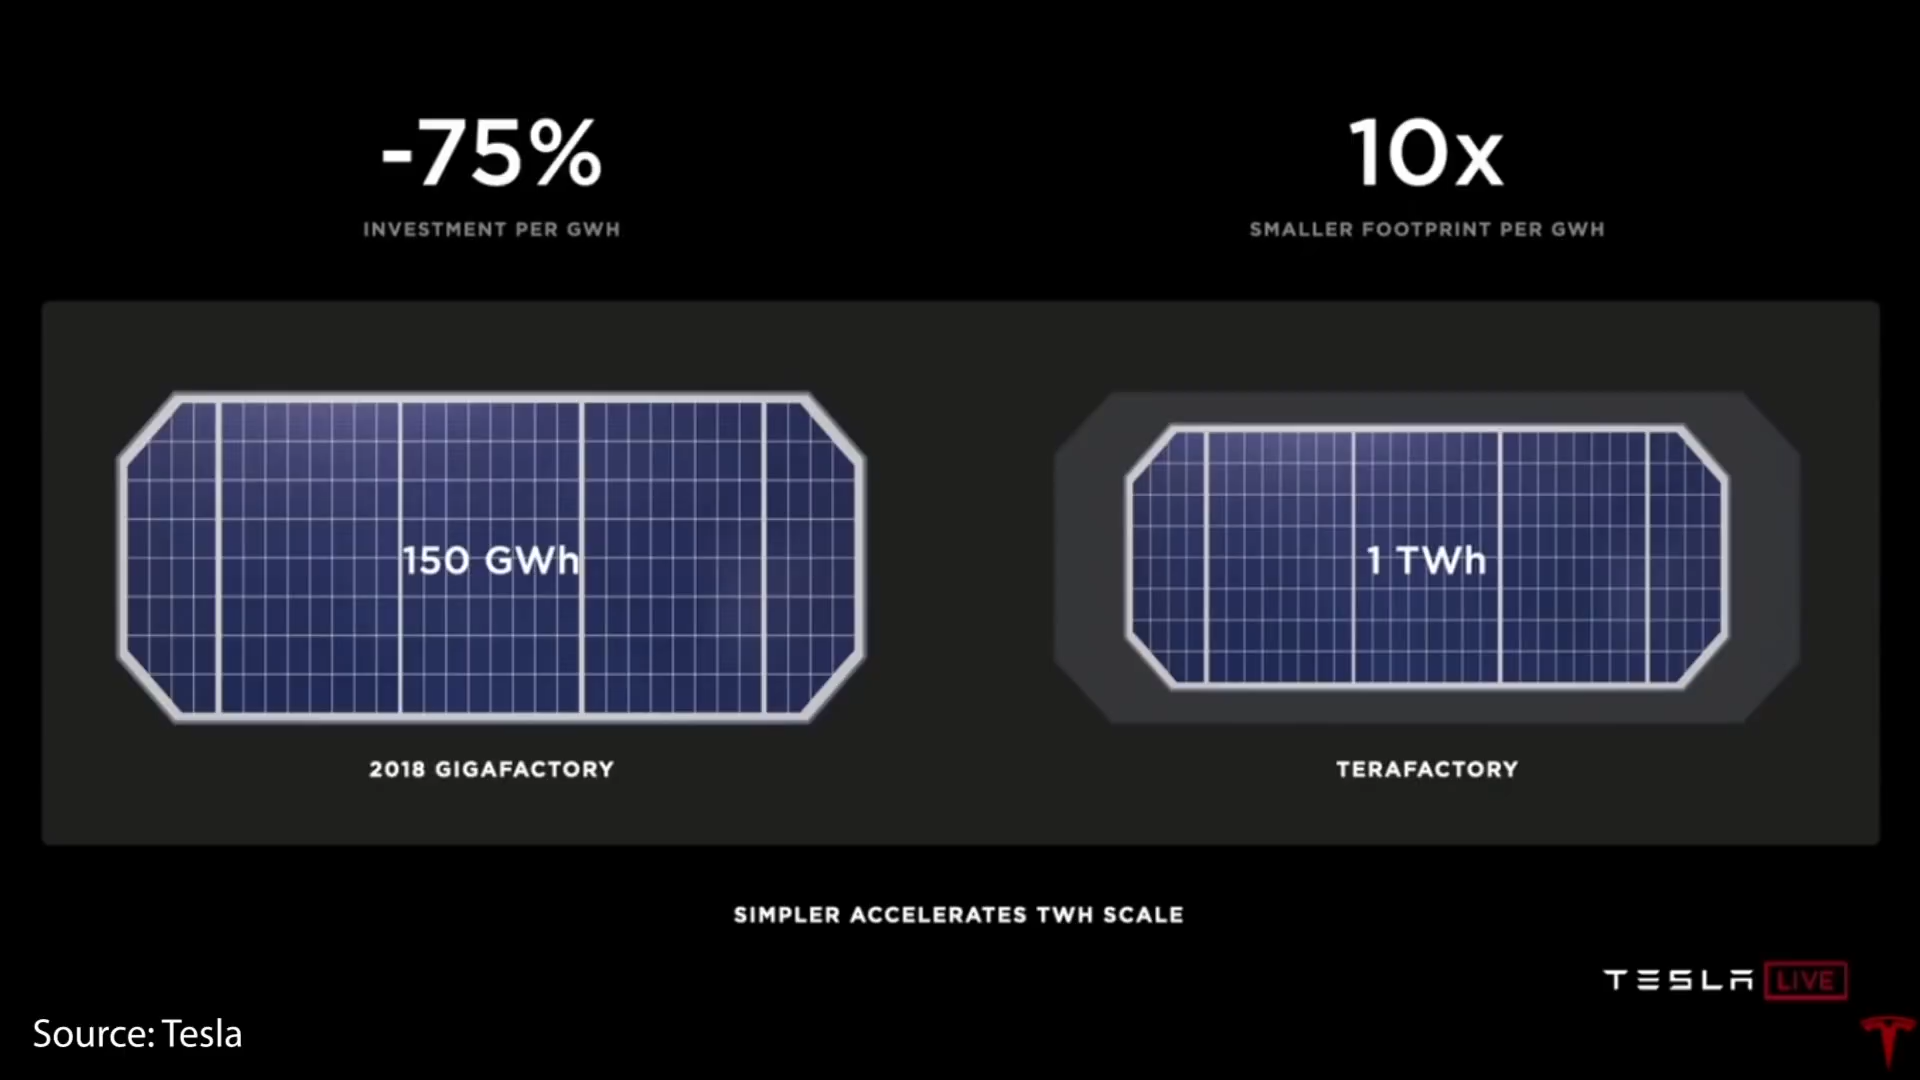 -75%
INVESTMENT PER GWH
10x
SMALLER FOOTPRINT PER GWH
150 GWh
2018 GIGAFACTORY
1 TWh
TERAFACTORY
SIMPLER ACCELERATES TWH SCALE
TESLA LIVE
Source: Tesla